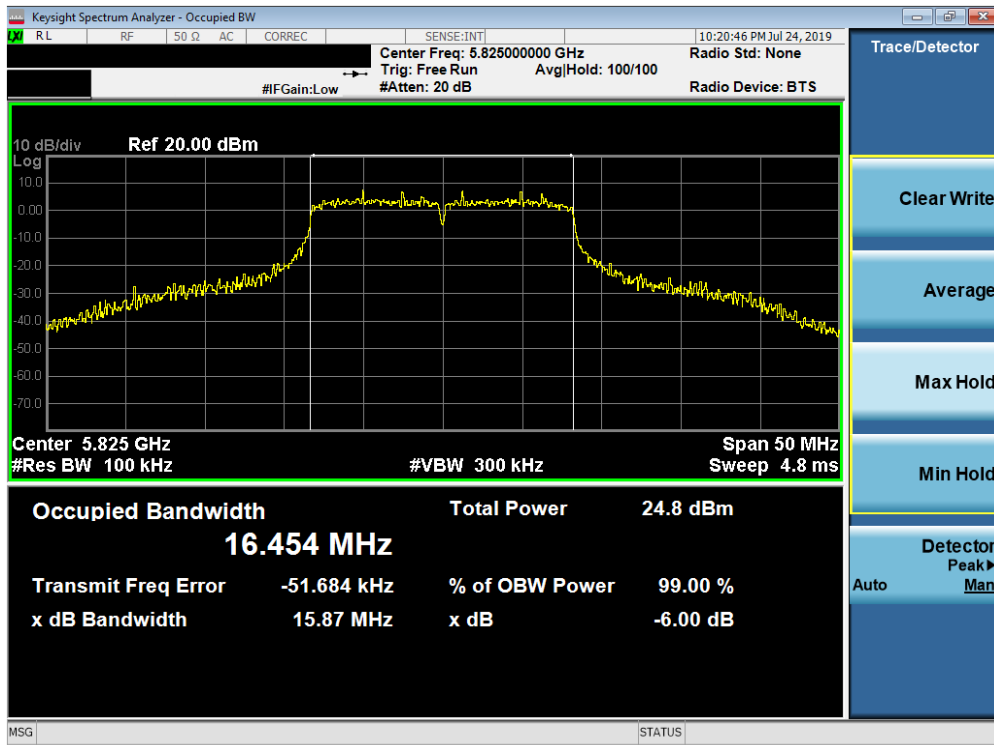 Keysight Spectrum Analyzer - Occupied BW
LXI RL RF 50 Ω AC CORREC SENSE:INT 10:20:46 PM Jul 24, 2019
Center Freq: 5.825000000 GHz Radio Std: None
Trig: Free Run Avg|Hold: 100/100
#IFGain:Low #Atten: 20 dB Radio Device: BTS
10 dB/div Ref 20.00 dBm
Log
10.0
0.00
-10.0
-20.0
-30.0
-40.0
-50.0
-60.0
-70.0
Center 5.825 GHz Span 50 MHz
#Res BW 100 kHz #VBW 300 kHz Sweep 4.8 ms
Occupied Bandwidth Total Power 24.8 dBm
16.454 MHz
Transmit Freq Error -51.684 kHz % of OBW Power 99.00 %
x dB Bandwidth 15.87 MHz x dB -6.00 dB
MSG STATUS
Trace/Detector
Clear Write
Average
Max Hold
Min Hold
Detector
Peak▶
Auto Man